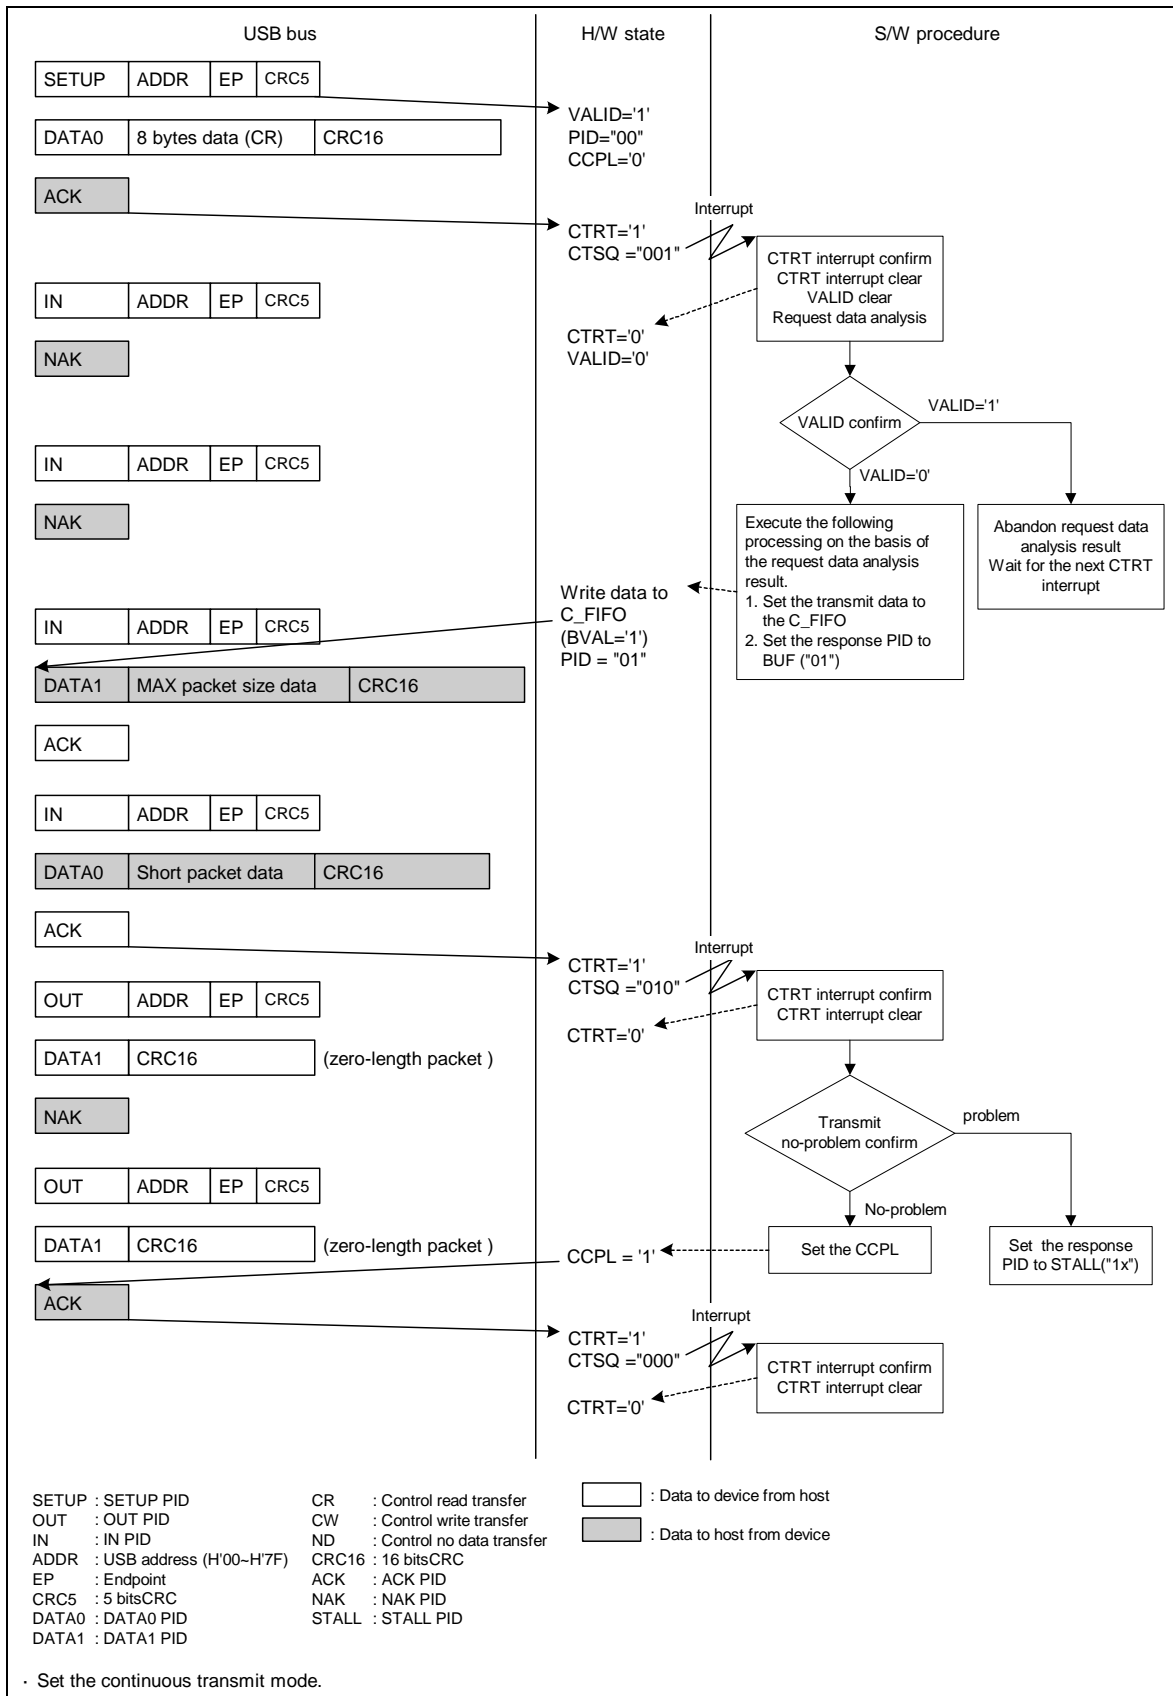 USB bus
H/W state
S/W procedure
SETUP ADDR EP CRC5
VALID='1'
PID="00"
CCPL='0'
DATA0 8 bytes data (CR) CRC16
ACK
Interrupt
CTRT='1'
CTSQ ="001"
CTRT interrupt confirm
CTRT interrupt clear
VALID clear
Request data analysis
IN ADDR EP CRC5
CTRT='0'
VALID='0'
NAK
VALID confirm
VALID='1'
VALID='0'
IN ADDR EP CRC5
NAK
Execute the following
processing on the basis of
the request data analysis
result.
1. Set the transmit data to
the C_FIFO
2. Set the response PID to
BUF ("01")
Abandon request data
analysis result
Wait for the next CTRT
interrupt
Write data to
C_FIFO
(BVAL='1')
PID = "01"
IN ADDR EP CRC5
DATA1 MAX packet size data CRC16
ACK
IN ADDR EP CRC5
DATA0 Short packet data CRC16
ACK
Interrupt
CTRT='1'
CTSQ ="010"
CTRT interrupt confirm
CTRT interrupt clear
OUT ADDR EP CRC5
CTRT='0'
DATA1 CRC16 (zero-length packet )
NAK
Transmit
no-problem confirm
problem
No-problem
OUT ADDR EP CRC5
DATA1 CRC16 (zero-length packet )
CCPL = '1'
Set the CCPL
Set the response
PID to STALL("1x")
ACK
Interrupt
CTRT='1'
CTSQ ="000"
CTRT interrupt confirm
CTRT interrupt clear
CTRT='0'
SETUP : SETUP PID
OUT : OUT PID
IN : IN PID
ADDR : USB address (H'00~H'7F)
EP : Endpoint
CRC5 : 5 bitsCRC
DATA0 : DATA0 PID
DATA1 : DATA1 PID
CR : Control read transfer
CW : Control write transfer
ND : Control no data transfer
CRC16 : 16 bitsCRC
ACK : ACK PID
NAK : NAK PID
STALL : STALL PID
: Data to device from host
: Data to host from device
· Set the continuous transmit mode.